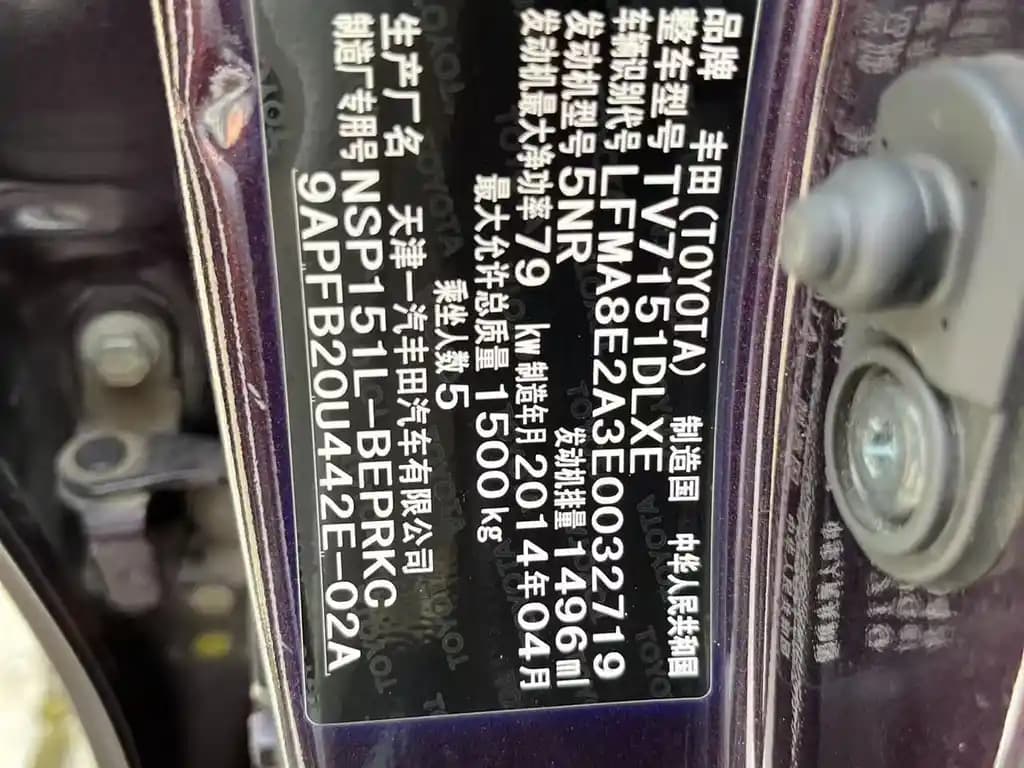 品牌 丰田(TOYOTA) 制造国 中华人民共和国
整车型号 TV7151DLXE
车辆识别代号 LFMA8E2A3E0032719
发动机型号 5NR 发动机排量 1496ml
发动机最大净功率 79 kW 制造年月 2014年04月
最大允许总质量 1500kg
乘坐人数 5
生产厂名 天津一汽丰田汽车有限公司
制造厂专用号 NSP151L-BEPRKC
9APFB20U442E-02A